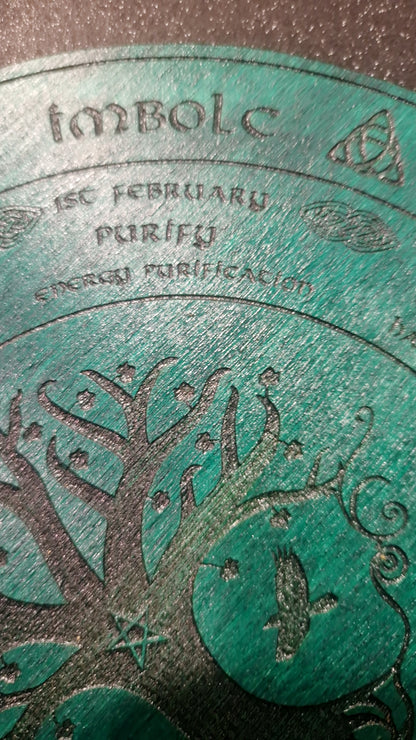 IMBOLC
1ST FEBRUARY
PURIFY
ENERGY PURIFICATION